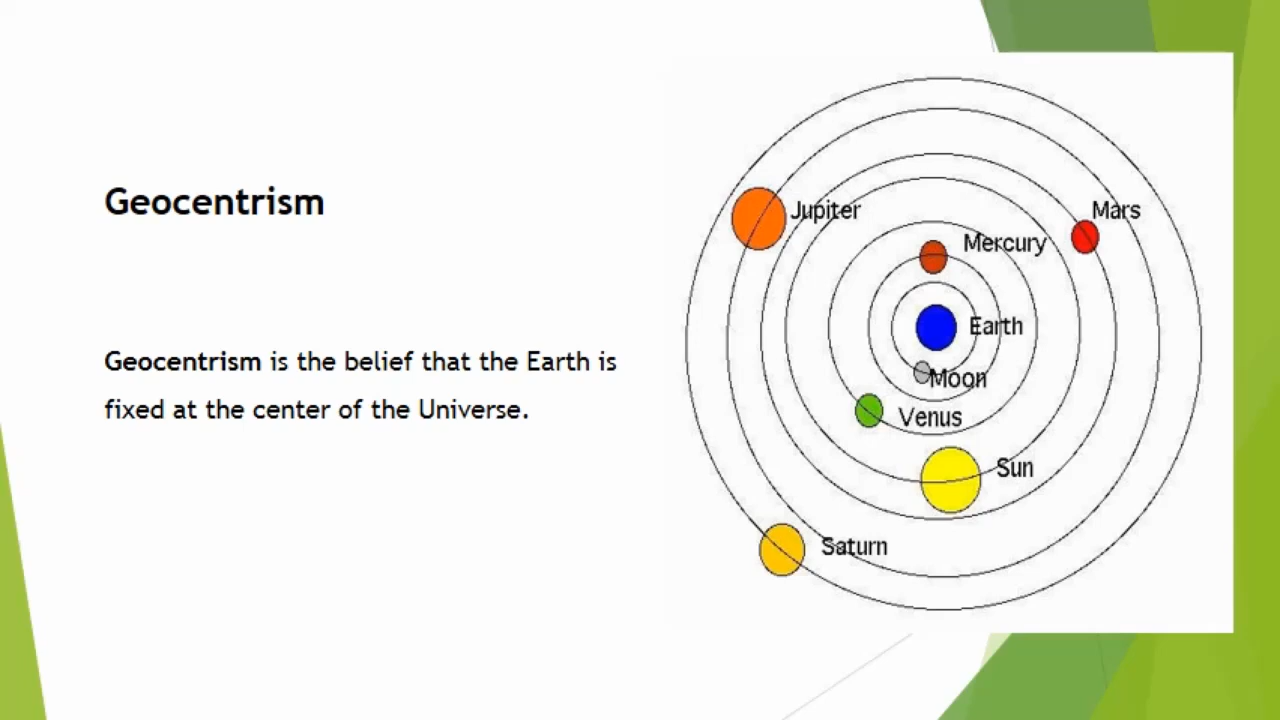 Geocentrism
Geocentrism is the belief that the Earth is
fixed at the center of the Universe.
Jupiter
Mars
Mercury
Earth
Moon
Venus
Sun
Saturn